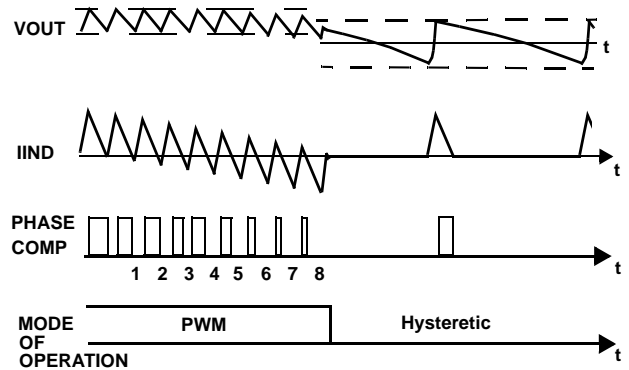 VOUT
t
IIND
t
PHASE
COMP
1 2 3 4 5 6 7 8
t
MODE
OF
OPERATION
PWM
Hysteretic
t